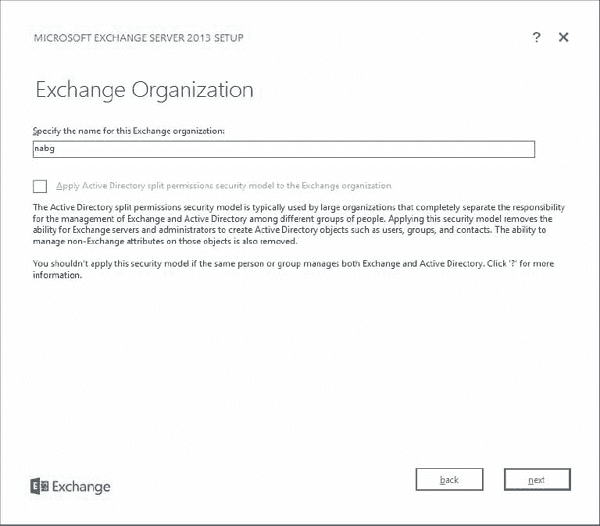 MICROSOFT EXCHANGE SERVER 2013 SETUP ? ✕
Exchange Organization
Specify the name for this Exchange organization:
nabg
Apply Active Directory split permissions security model to the Exchange organization
The Active Directory split permissions security model is typically used by large organizations that completely separate the responsibility
for the management of Exchange and Active Directory among different groups of people. Applying this security model removes the
ability for Exchange servers and administrators to create Active Directory objects such as users, groups, and contacts. The ability to
manage non-Exchange attributes on those objects is also removed.
You shouldn't apply this security model if the same person or group manages both Exchange and Active Directory. Click '?' for more
information.
E Exchange
back next